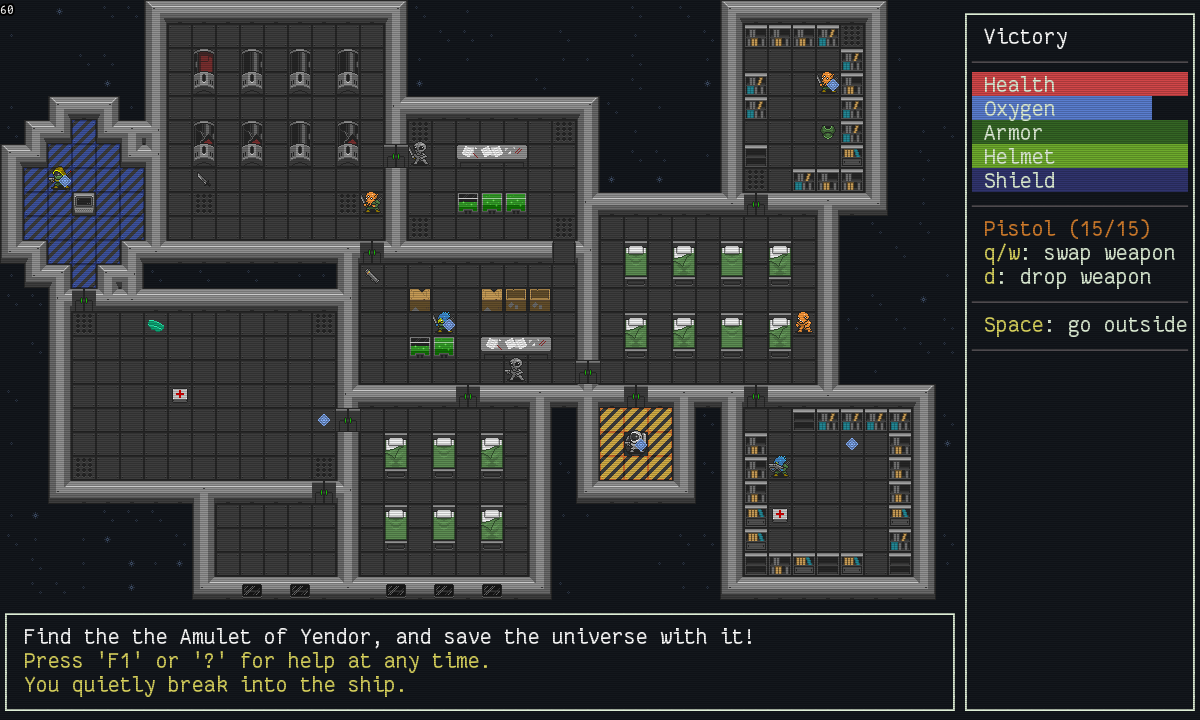 60
Victory
Health
Oxygen
Armor
Helmet
Shield
Pistol (15/15)
q/w: swap weapon
d: drop weapon
Space: go outside
Find the the Amulet of Yendor, and save the universe with it!
Press 'F1' or '?' for help at any time.
You quietly break into the ship.